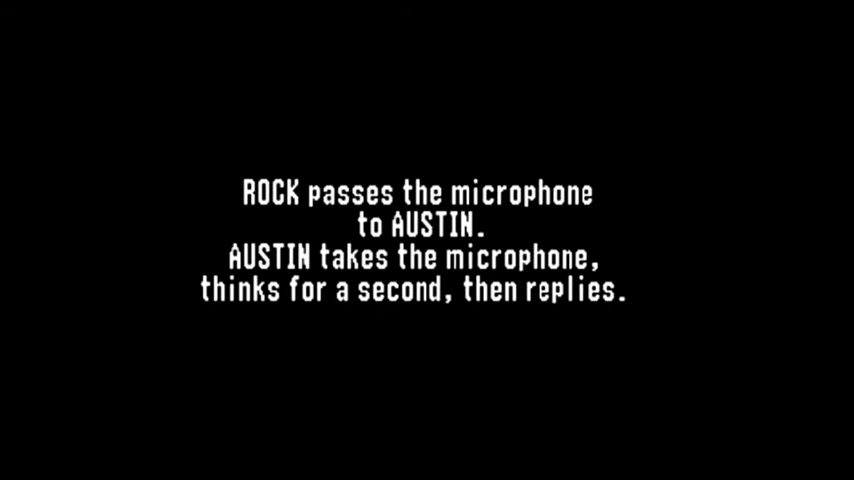 ROCK passes the microphone
to AUSTIN.
AUSTIN takes the microphone,
thinks for a second, then replies.